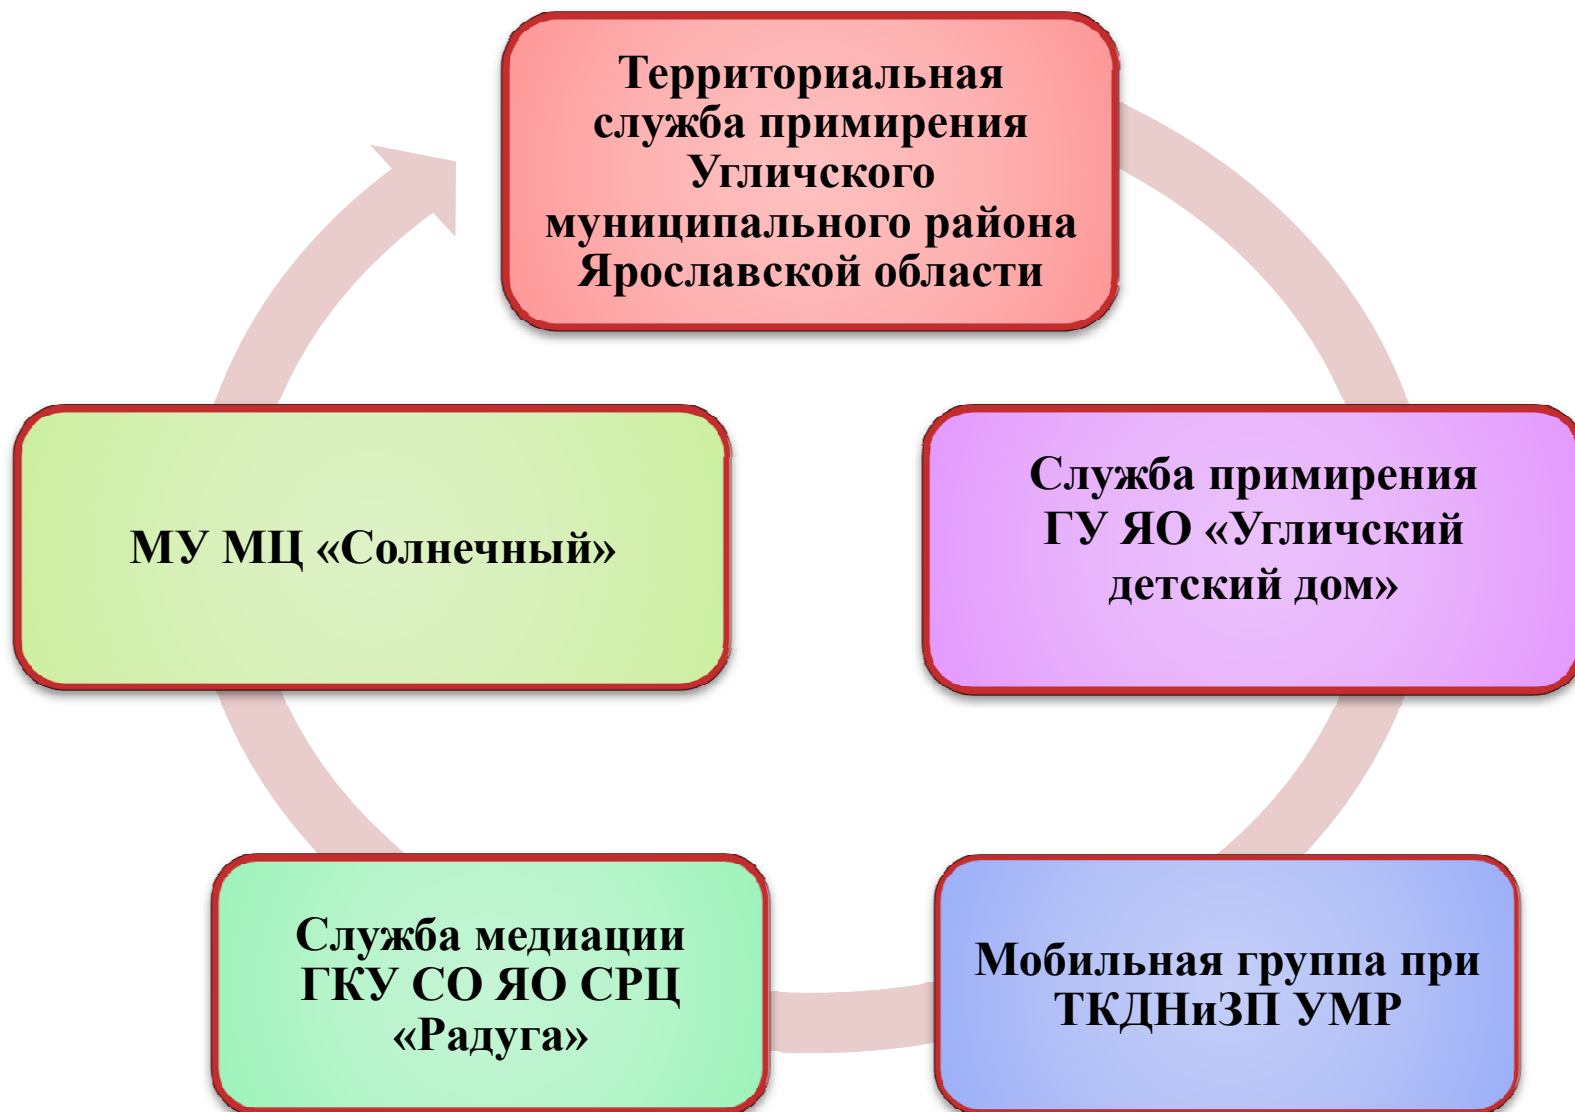 Территориальная
служба примирения
Угличского
муниципального района
Ярославской области
Служба примирения
ГУ ЯО «Угличский
детский дом»
Мобильная группа при
ТКДНиЗП УМР
Служба медиации
ГКУ СО ЯО СРЦ
«Радуга»
МУ МЦ «Солнечный»